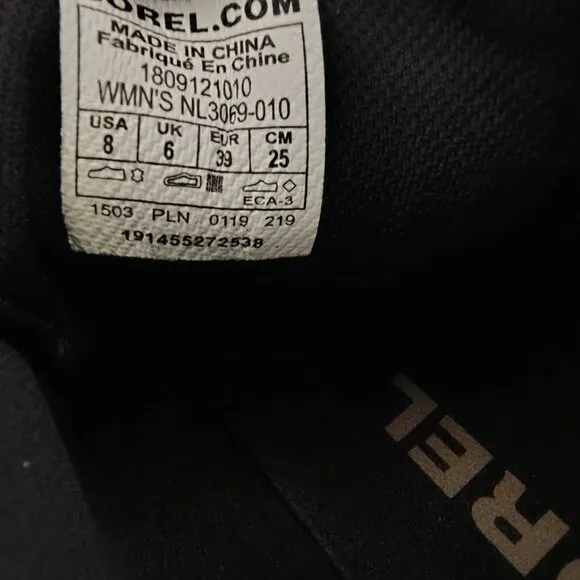 OREL.COM
MADE IN CHINA
Fabriqué En Chine
1809121010
WMN'S NL3069-010
USA UK EUR CM
8 6 39 25
ECA-3
1503 PLN 0119 219
191455272538
OREL